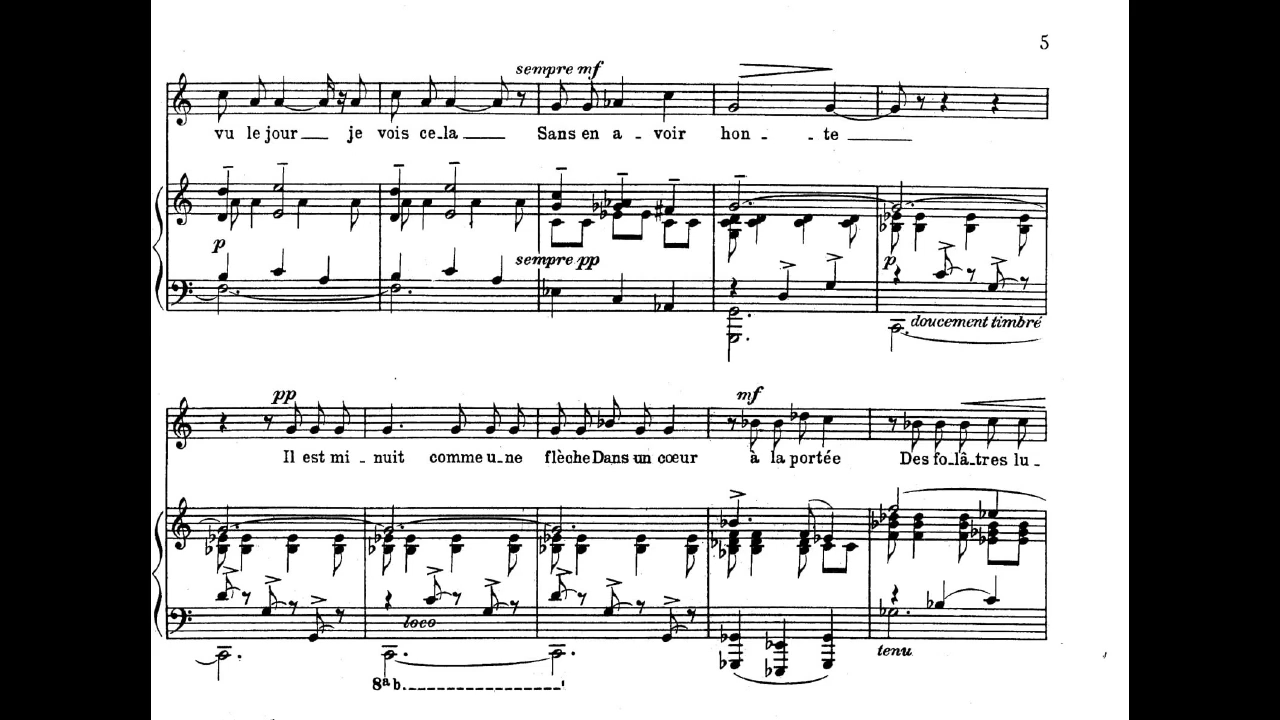 5
sempre mf
vu le jour je vois ce-la Sans en a-voir hon-te
p
sempre pp
p
doucement timbré
pp
mf
Il est mi-nuit comme u-ne flèche Dans un cœur à la portée Des fo-lâ-tres lu-
loco
tenu
8ª b.